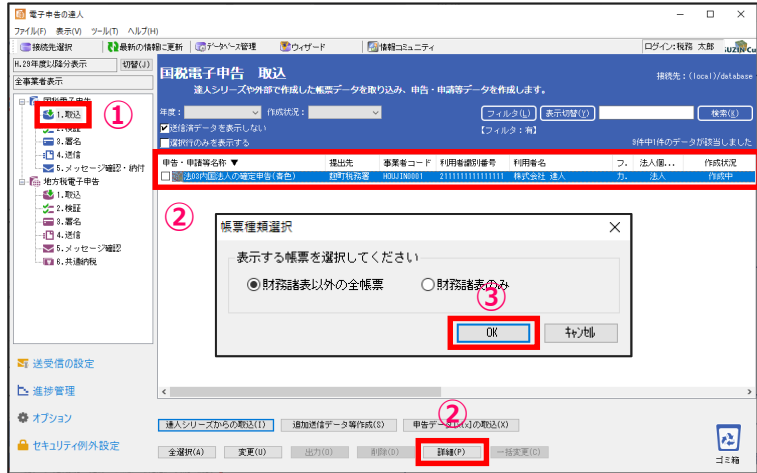 電子申告の達人
ファイル(F) 表示(V) ツール(T) ヘルプ(H)
接続先選択 最新の情報に更新 データベース管理 ウィザード 情報コミュニティ ログイン:税務 太郎
H.29年度以降分表示 切替(J)
全事業者表示
国税電子申告
1.取込
2.検証
3.署名
4.送信
5.メッセージ確認・納付
地方税電子申告
1.取込
2.検証
3.署名
4.送信
5.メッセージ確認
6.共通納税
①
国税電子申告 取込
接続先:(local)/database
達人シリーズや外部で作成した帳票データを取り込み、申告・申請等データを作成します。
年度: 作成状況: フィルタ(L) 表示切替(Y) 検索(K)
送信済データを表示しない 【フィルタ:有】
選択行のみを表示する 3件中1件のデータが該当しました
申告・申請等名称 ▼ 提出先 事業者コード 利用者識別番号 利用者名 フ. 法人個... 作成状況
法03内国法人の確定申告(青色) 麹町税務署 HOUJIN0001 2111111111111111 株式会社 達人 カ. 法人 作成中
②
帳票種類選択
表示する帳票を選択してください
財務諸表以外の全帳票 財務諸表のみ
③
OK キャンセル
送受信の設定
進捗管理
オプション
セキュリティ例外設定
②
達人シリーズからの取込(I) 追加送信データ等作成(S)
全選択(A) 変更(U) 出力(O) 削除(D) 詳細(P) 一括変更(C)
ゴミ箱